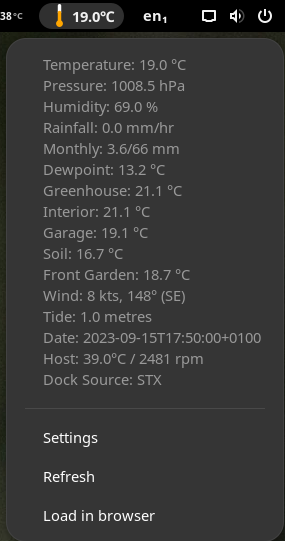 38°C 19.0°C en₁
Temperature: 19.0 °C
Pressure: 1008.5 hPa
Humidity: 69.0 %
Rainfall: 0.0 mm/hr
Monthly: 3.6/66 mm
Dewpoint: 13.2 °C
Greenhouse: 21.1 °C
Interior: 21.1 °C
Garage: 19.1 °C
Soil: 16.7 °C
Front Garden: 18.7 °C
Wind: 8 kts, 148° (SE)
Tide: 1.0 metres
Date: 2023-09-15T17:50:00+0100
Host: 39.0°C / 2481 rpm
Dock Source: STX
Settings
Refresh
Load in browser